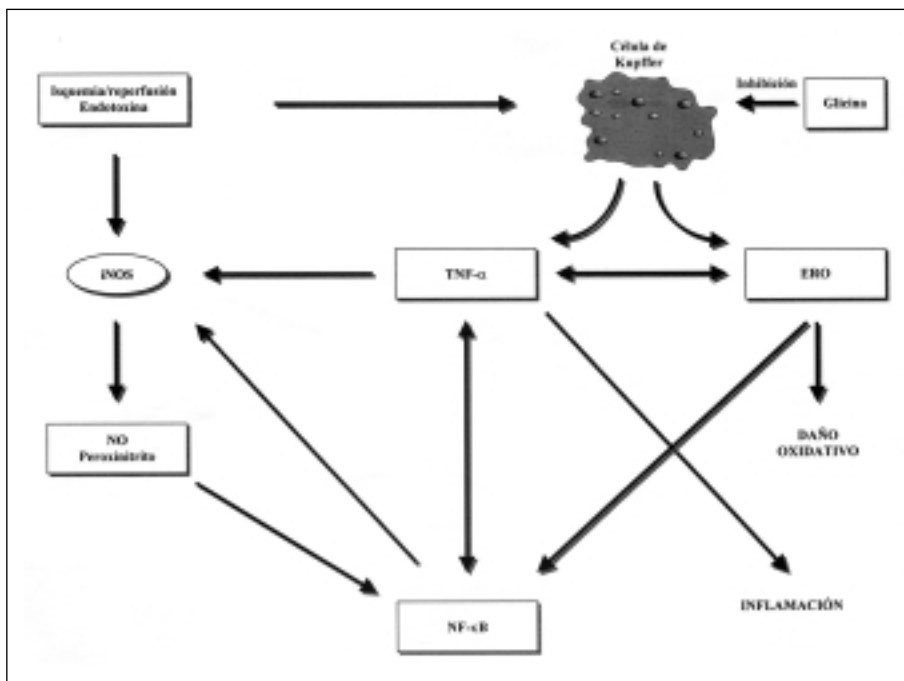 Isquemia/reperfusión
Endotoxina
Célula de
Kupffer
Inhibición
Glicina
iNOS
TNF-α
ERO
NO
Peroxinitrito
DAÑO
OXIDATIVO
NF-κB
INFLAMACIÓN